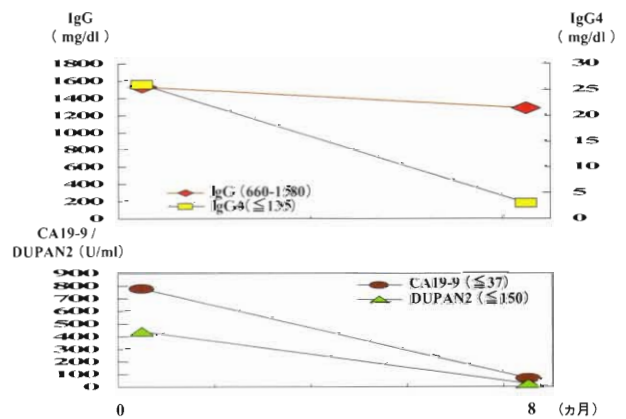 IgG
( mg/dl )
IgG4
( mg/dl )
1800
1600
1400
1200
1000
800
600
400
200
0
30
25
20
15
10
5
0
IgG (660-1580)
IgG4(≦135)
CA19-9 /
DUPAN2 (U/ml)
900
800
700
600
500
400
300
200
100
0
CA19-9 (≦37)
DUPAN2 (≦150)
0
8
(ヵ月)